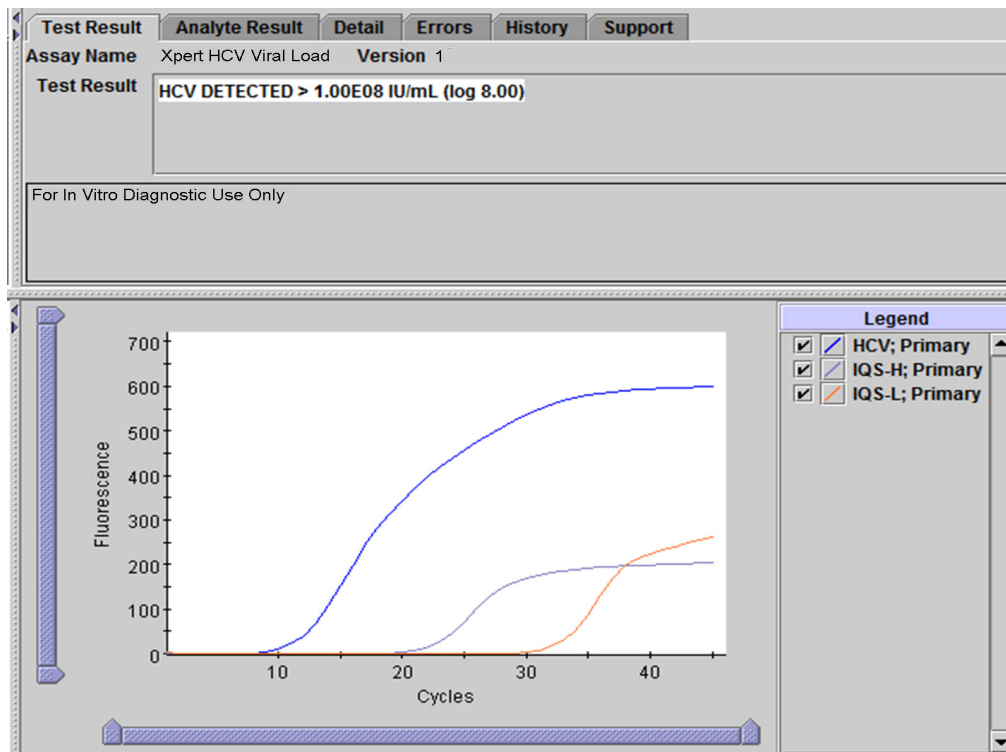 Test Result Analyte Result Detail Errors History Support
Assay Name Xpert HCV Viral Load Version 1
Test Result HCV DETECTED > 1.00E08 IU/mL (log 8.00)
For In Vitro Diagnostic Use Only
Legend
HCV; Primary
IQS-H; Primary
IQS-L; Primary
700
600
500
400
300
200
100
0
Fluorescence
10 20 30 40
Cycles